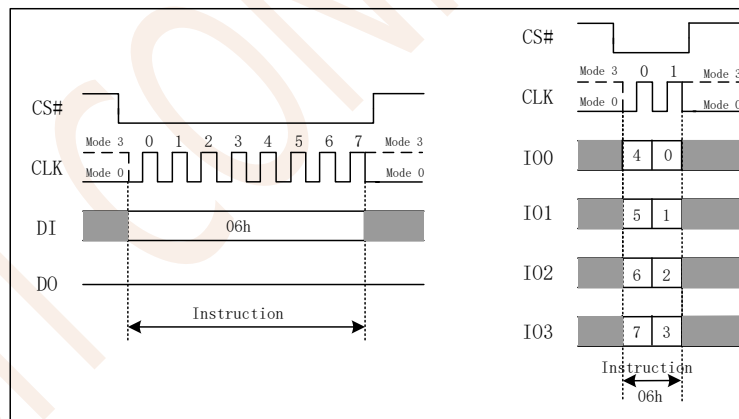 CS#
Mode 3 0 1 2 3 4 5 6 7 Mode 3
CLK
Mode 0 Mode 0
DI 06h
DO
Instruction
CS#
Mode 3 0 1 Mode 3
CLK
Mode 0 Mode 0
IO0 4 0
IO1 5 1
IO2 6 2
IO3 7 3
Instruction
06h